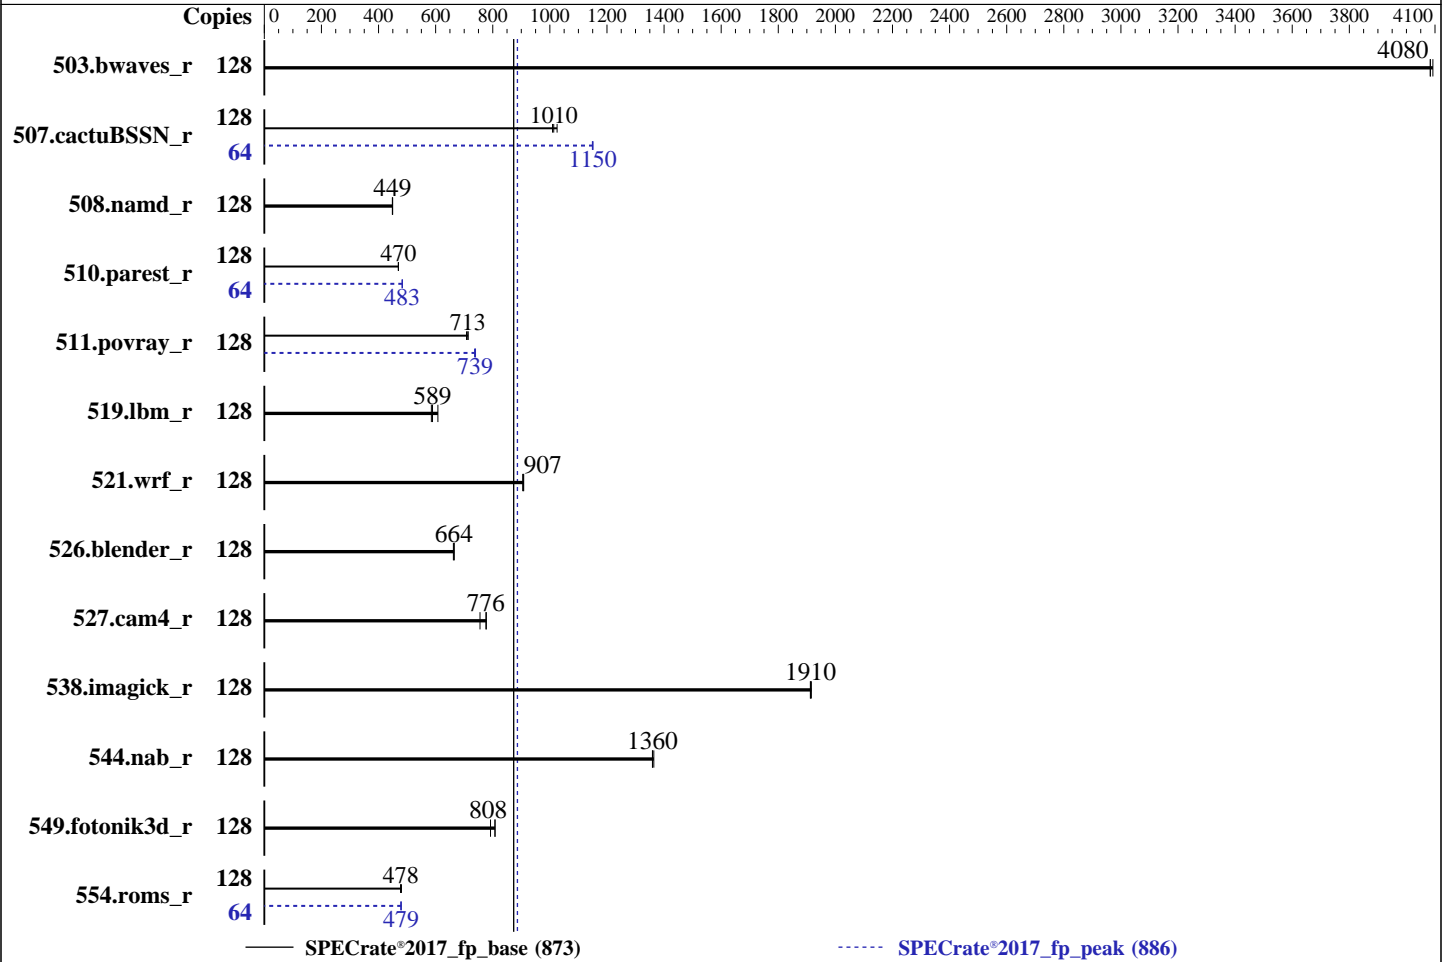 Copies 0 200 400 600 800 1000 1200 1400 1600 1800 2000 2200 2400 2600 2800 3000 3200 3400 3600 3800 4100
503.bwaves_r 128 4080
507.cactuBSSN_r 128 1010
64 1150
508.namd_r 128 449
510.parest_r 128 470
64 483
511.povray_r 128 713
739
519.lbm_r 128 589
521.wrf_r 128 907
526.blender_r 128 664
527.cam4_r 128 776
538.imagick_r 128 1910
544.nab_r 128 1360
549.fotonik3d_r 128 808
554.roms_r 128 478
64 479
SPECrate®2017_fp_base (873) SPECrate®2017_fp_peak (886)